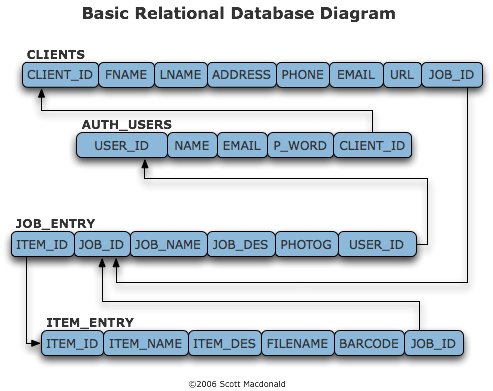 Basic Relational Database Diagram
CLIENTS
CLIENT_ID FNAME LNAME ADDRESS PHONE EMAIL URL JOB_ID
AUTH_USERS
USER_ID NAME EMAIL P_WORD CLIENT_ID
JOB_ENTRY
ITEM_ID JOB_ID JOB_NAME JOB_DES PHOTOG USER_ID
ITEM_ENTRY
ITEM_ID ITEM_NAME ITEM_DES FILENAME BARCODE JOB_ID
©2006 Scott Macdonald